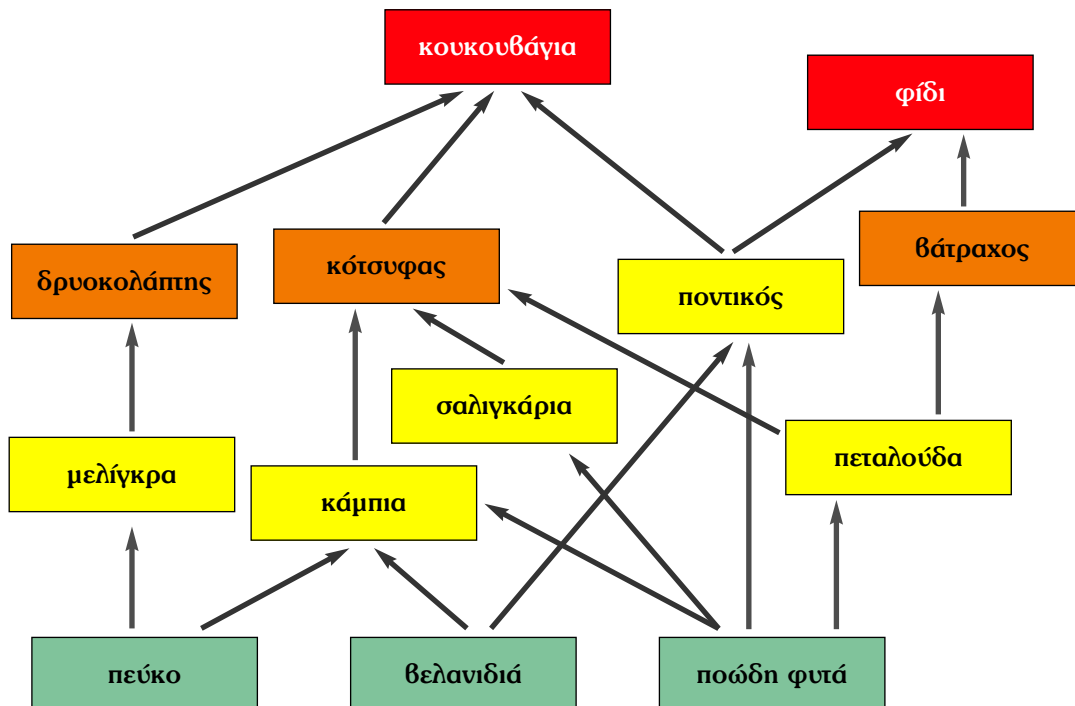 κουκουβάγια
φίδι
δρυοκολάπτης
κότσυφας
ποντικός
βάτραχος
σαλιγκάρια
μελίγκρα
κάμπια
πεταλούδα
πεύκο
βελανιδιά
ποώδη φυτά